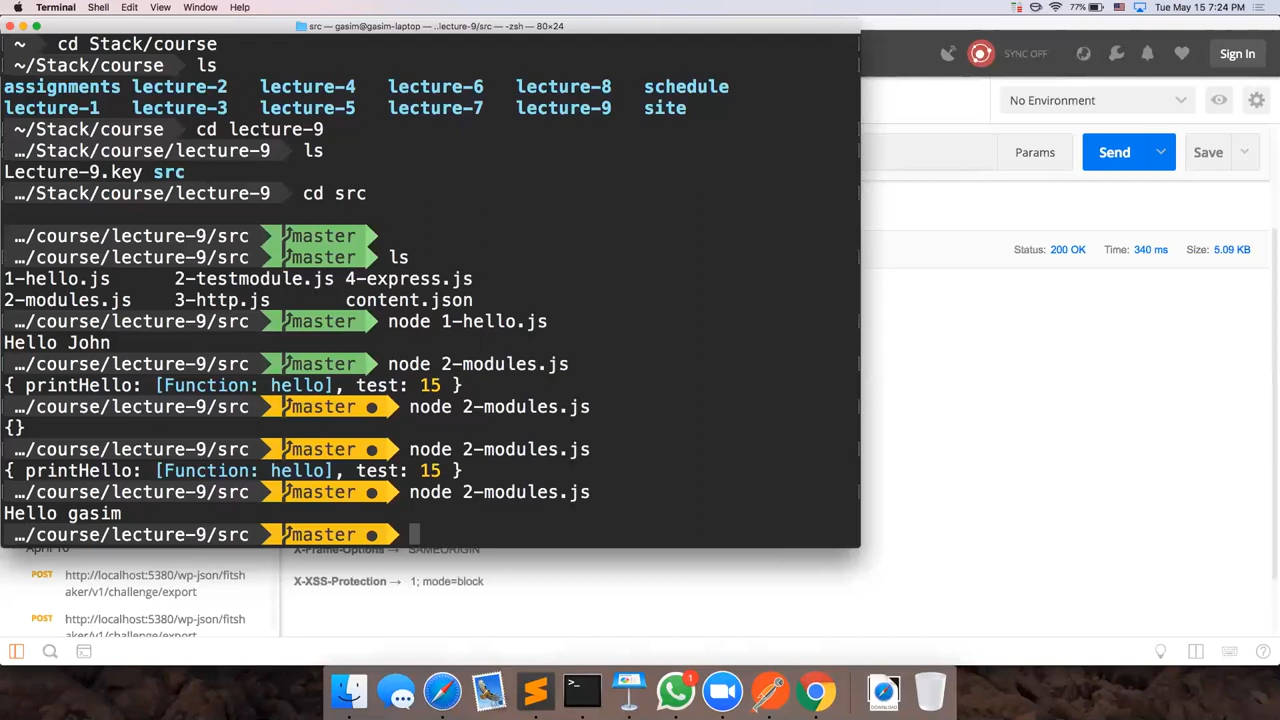 Terminal Shell Edit View Window Help 77% Tue May 15 7:24 PM
src — gasim@gasim-laptop — ..lecture-9/src — -zsh — 80×24
~ cd Stack/course
~/Stack/course ls
assignments lecture-2 lecture-4 lecture-6 lecture-8 schedule
lecture-1 lecture-3 lecture-5 lecture-7 lecture-9 site
~/Stack/course cd lecture-9
…/Stack/course/lecture-9 ls
Lecture-9.key src
…/Stack/course/lecture-9 cd src
…/course/lecture-9/src master
…/course/lecture-9/src master ls
1-hello.js 2-testmodule.js 4-express.js
2-modules.js 3-http.js content.json
…/course/lecture-9/src master node 1-hello.js
Hello John
…/course/lecture-9/src master node 2-modules.js
{ printHello: [Function: hello], test: 15 }
…/course/lecture-9/src master ● node 2-modules.js
{}
…/course/lecture-9/src master ● node 2-modules.js
{ printHello: [Function: hello], test: 15 }
…/course/lecture-9/src master ● node 2-modules.js
Hello gasim
…/course/lecture-9/src master ●
SYNC OFF Sign In
No Environment
Params Send Save
Status: 200 OK Time: 340 ms Size: 5.09 KB
X-Frame-Options → SAMEORIGIN
X-XSS-Protection → 1; mode=block
POST http://localhost:5380/wp-json/fitsh
aker/v1/challenge/export
POST http://localhost:5380/wp-json/fitsh
aker/v1/challenge/export
1
DOWNLOAD